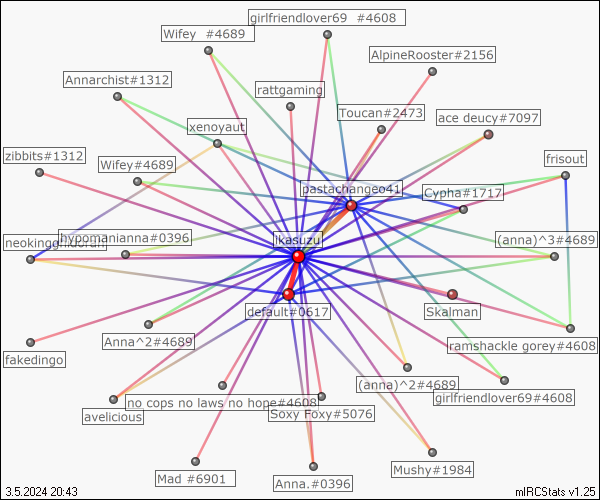 girlfriendlover69 #4608
Wifey #4689
AlpineRooster#2156
Annarchist#1312
rattgaming
Toucan#2473
ace deucy#7097
xenoyaut
zibbits#1312
Wifey#4689
frisout
pastachangeo41
Cypha#1717
hypomanianna#0396
ikasuzu
(anna)^3#4689
default#0617
Skalman
Anna^2#4689
ramshackle gorey#4608
fakedingo
(anna)^2#4689
girlfriendlover69#4608
no cops no laws no hope#4608
avelicious
Soxy Foxy#5076
Mushy#1984
Mad #6901
Anna.#0396
3.5.2024 20:43
mIRCStats v1.25